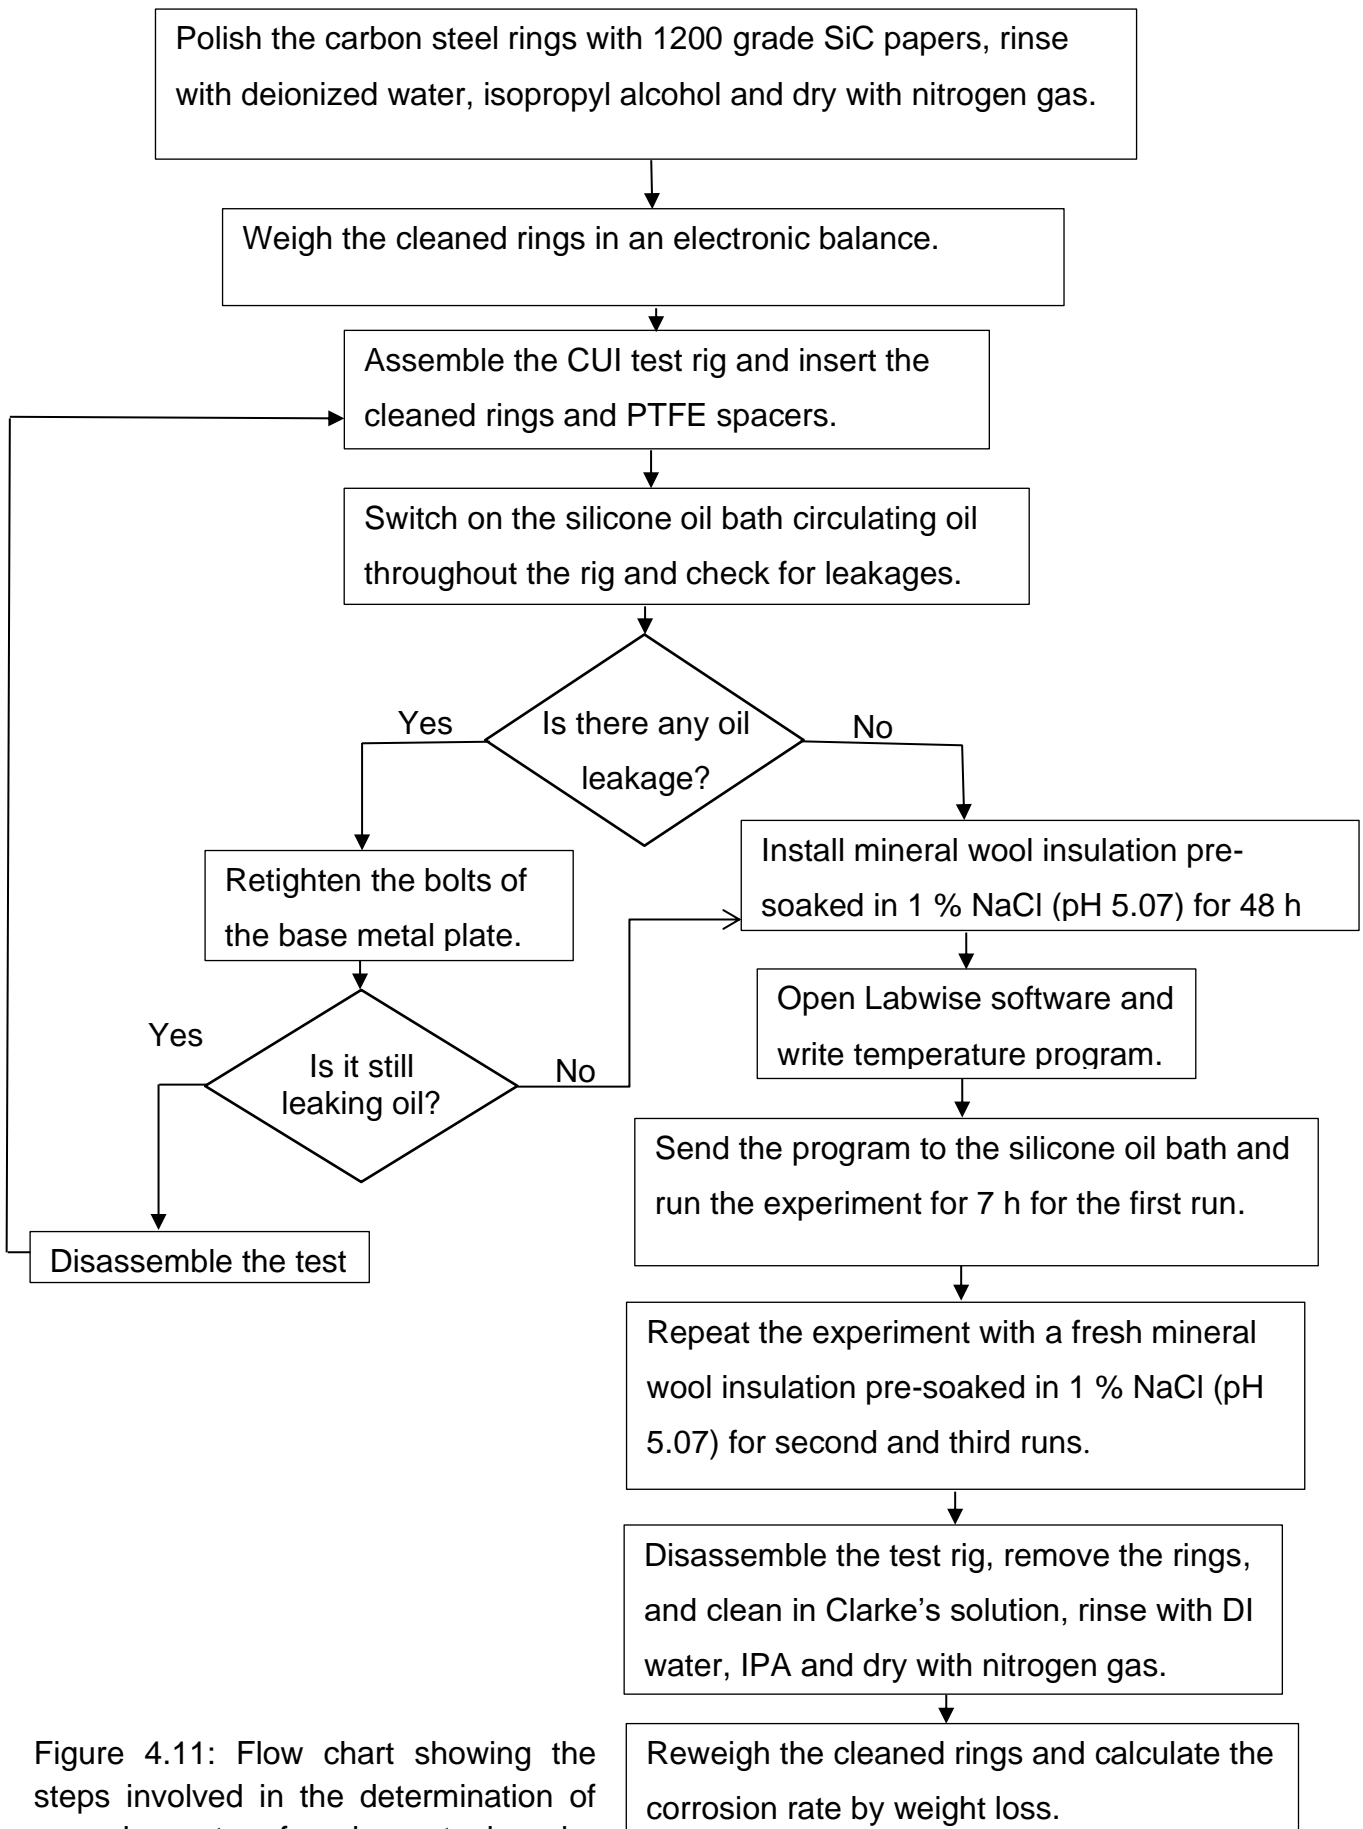 Polish the carbon steel rings with 1200 grade SiC papers, rinse
with deionized water, isopropyl alcohol and dry with nitrogen gas.
Weigh the cleaned rings in an electronic balance.
Assemble the CUI test rig and insert the
cleaned rings and PTFE spacers.
Switch on the silicone oil bath circulating oil
throughout the rig and check for leakages.
Is there any oil
leakage?
Yes
No
Retighten the bolts of
the base metal plate.
Install mineral wool insulation pre-
soaked in 1 % NaCl (pH 5.07) for 48 h
Is it still
leaking oil?
Yes
No
Disassemble the test
Open Labwise software and
write temperature program.
Send the program to the silicone oil bath and
run the experiment for 7 h for the first run.
Repeat the experiment with a fresh mineral
wool insulation pre-soaked in 1 % NaCl (pH
5.07) for second and third runs.
Disassemble the test rig, remove the rings,
and clean in Clarke’s solution, rinse with DI
water, IPA and dry with nitrogen gas.
Reweigh the cleaned rings and calculate the
corrosion rate by weight loss.
Figure 4.11: Flow chart showing the
steps involved in the determination of